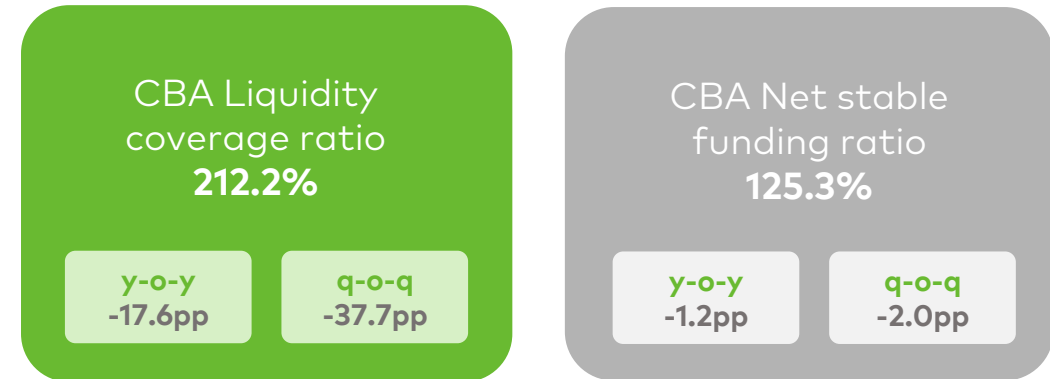 CBA Liquidity
coverage ratio
212.2%
y-o-y
-17.6pp
q-o-q
-37.7pp
CBA Net stable
funding ratio
125.3%
y-o-y
-1.2pp
q-o-q
-2.0pp